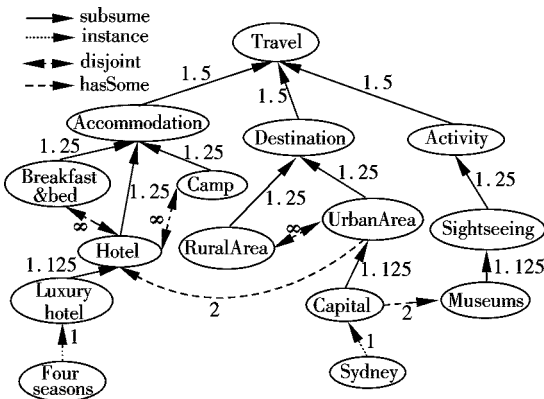 subsume
instance
disjoint
hasSome
Travel
1.5
1.5
1.5
Accommodation
Destination
Activity
1.25
1.25
1.25
1.25
1.25
1.25
Breakfast
&bed
Camp
∞
∞
∞
Hotel
RuralArea
UrbanArea
Sightseeing
1.125
1.125
1.125
2
2
Luxury
hotel
Capital
Museums
1
1
Four
seasons
Sydney